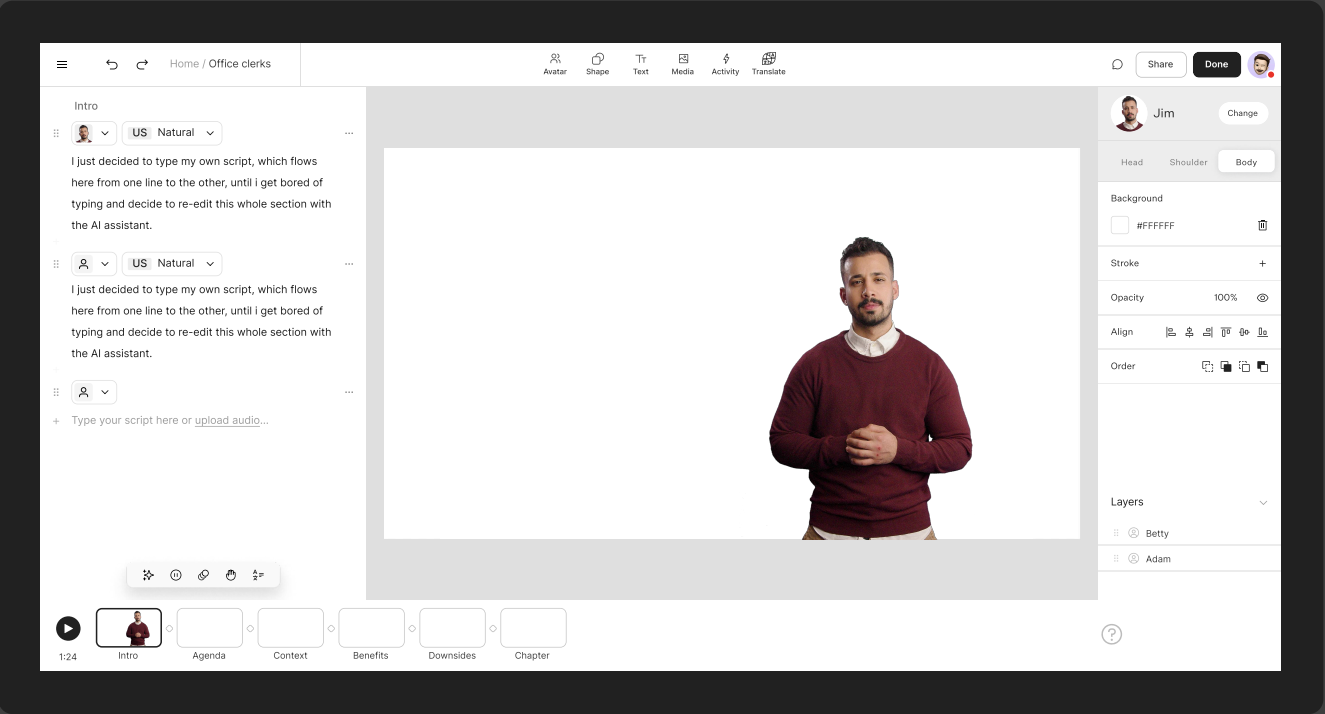 Home / Office clerks
Avatar
Shape
Tт
Text
Media
Activity
Translate
Share
Done
Intro
US Natural
I just decided to type my own script, which flows
here from one line to the other, until i get bored of
typing and decide to re-edit this whole section with
the AI assistant.
US Natural
I just decided to type my own script, which flows
here from one line to the other, until i get bored of
typing and decide to re-edit this whole section with
the AI assistant.
Type your script here or upload audio...
Jim
Change
Head
Shoulder
Body
Background
#FFFFFF
Stroke
Opacity
100%
Align
Order
Layers
Betty
Adam
1:24
Intro
Agenda
Context
Benefits
Downsides
Chapter